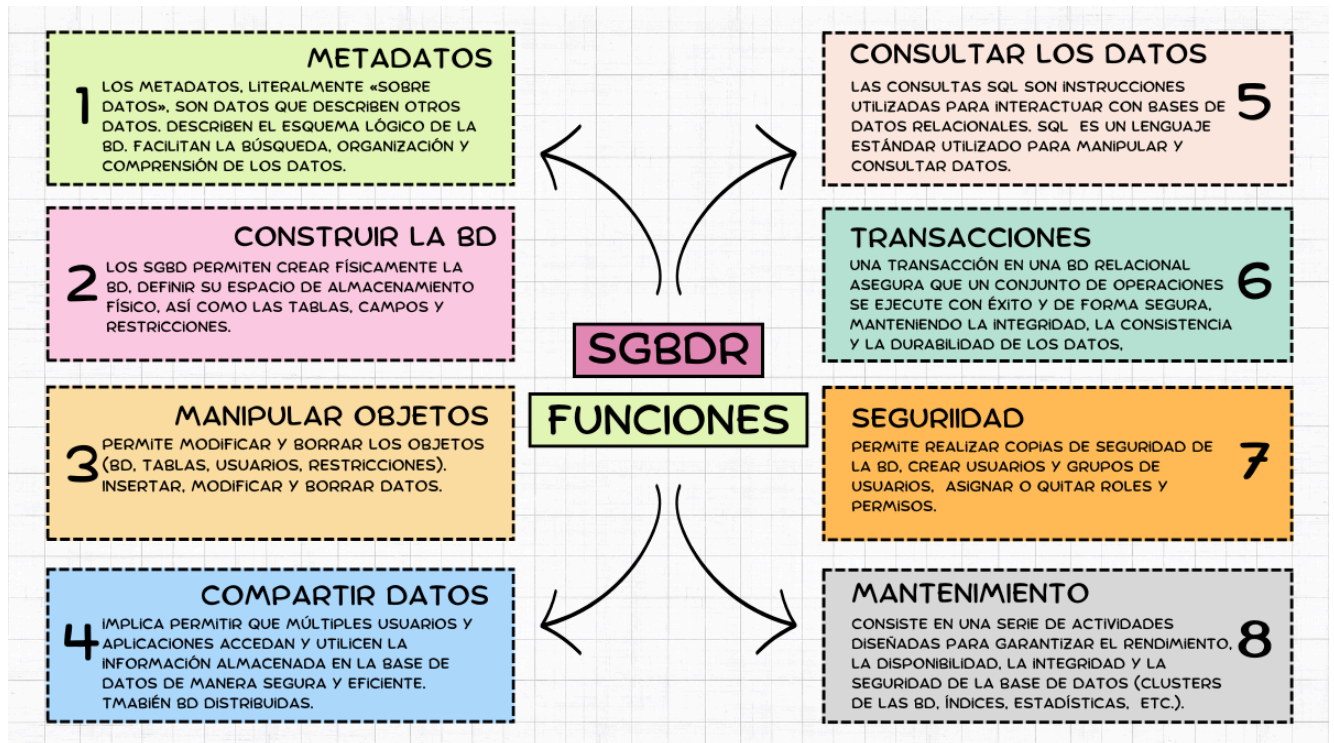 METADATOS
1
LOS METADATOS, LITERALMENTE «SOBRE
DATOS», SON DATOS QUE DESCRIBEN OTROS
DATOS. DESCRIBEN EL ESQUEMA LÓGICO DE LA
BD. FACILITAN LA BÚSQUEDA, ORGANIZACIÓN Y
COMPRENSIÓN DE LOS DATOS.
CONSTRUIR LA BD
2
LOS SGBD PERMITEN CREAR FÍSICAMENTE LA
BD, DEFINIR SU ESPACIO DE ALMACENAMIENTO
FÍSICO, ASÍ COMO LAS TABLAS, CAMPOS Y
RESTRICCIONES.
MANIPULAR OBJETOS
3
PERMITE MODIFICAR Y BORRAR LOS OBJETOS
(BD, TABLAS, USUARIOS, RESTRICCIONES).
INSERTAR, MODIFICAR Y BORRAR DATOS.
COMPARTIR DATOS
4
IMPLICA PERMITIR QUE MÚLTIPLES USUARIOS Y
APLICACIONES ACCEDAN Y UTILICEN LA
INFORMACIÓN ALMACENADA EN LA BASE DE
DATOS DE MANERA SEGURA Y EFICIENTE.
TMABIÉN BD DISTRIBUIDAS.
SGBDR
FUNCIONES
CONSULTAR LOS DATOS
5
LAS CONSULTAS SQL SON INSTRUCCIONES
UTILIZADAS PARA INTERACTUAR CON BASES DE
DATOS RELACIONALES. SQL ES UN LENGUAJE
ESTÁNDAR UTILIZADO PARA MANIPULAR Y
CONSULTAR DATOS.
TRANSACCIONES
6
UNA TRANSACCIÓN EN UNA BD RELACIONAL
ASEGURA QUE UN CONJUNTO DE OPERACIONES
SE EJECUTE CON ÉXITO Y DE FORMA SEGURA,
MANTENIENDO LA INTEGRIDAD, LA CONSISTENCIA
Y LA DURABILIDAD DE LOS DATOS,
SEGURIIDAD
7
PERMITE REALIZAR COPIAS DE SEGURIDAD DE
LA BD, CREAR USUARIOS Y GRUPOS DE
USUARIOS, ASIGNAR O QUITAR ROLES Y
PERMISOS.
MANTENIMIENTO
8
CONSISTE EN UNA SERIE DE ACTIVIDADES
DISEÑADAS PARA GARANTIZAR EL RENDIMIENTO,
LA DISPONIBILIDAD, LA INTEGRIDAD Y LA
SEGURIDAD DE LA BASE DE DATOS (CLUSTERS
DE LAS BD, ÍNDICES, ESTADÍSTICAS, ETC.).